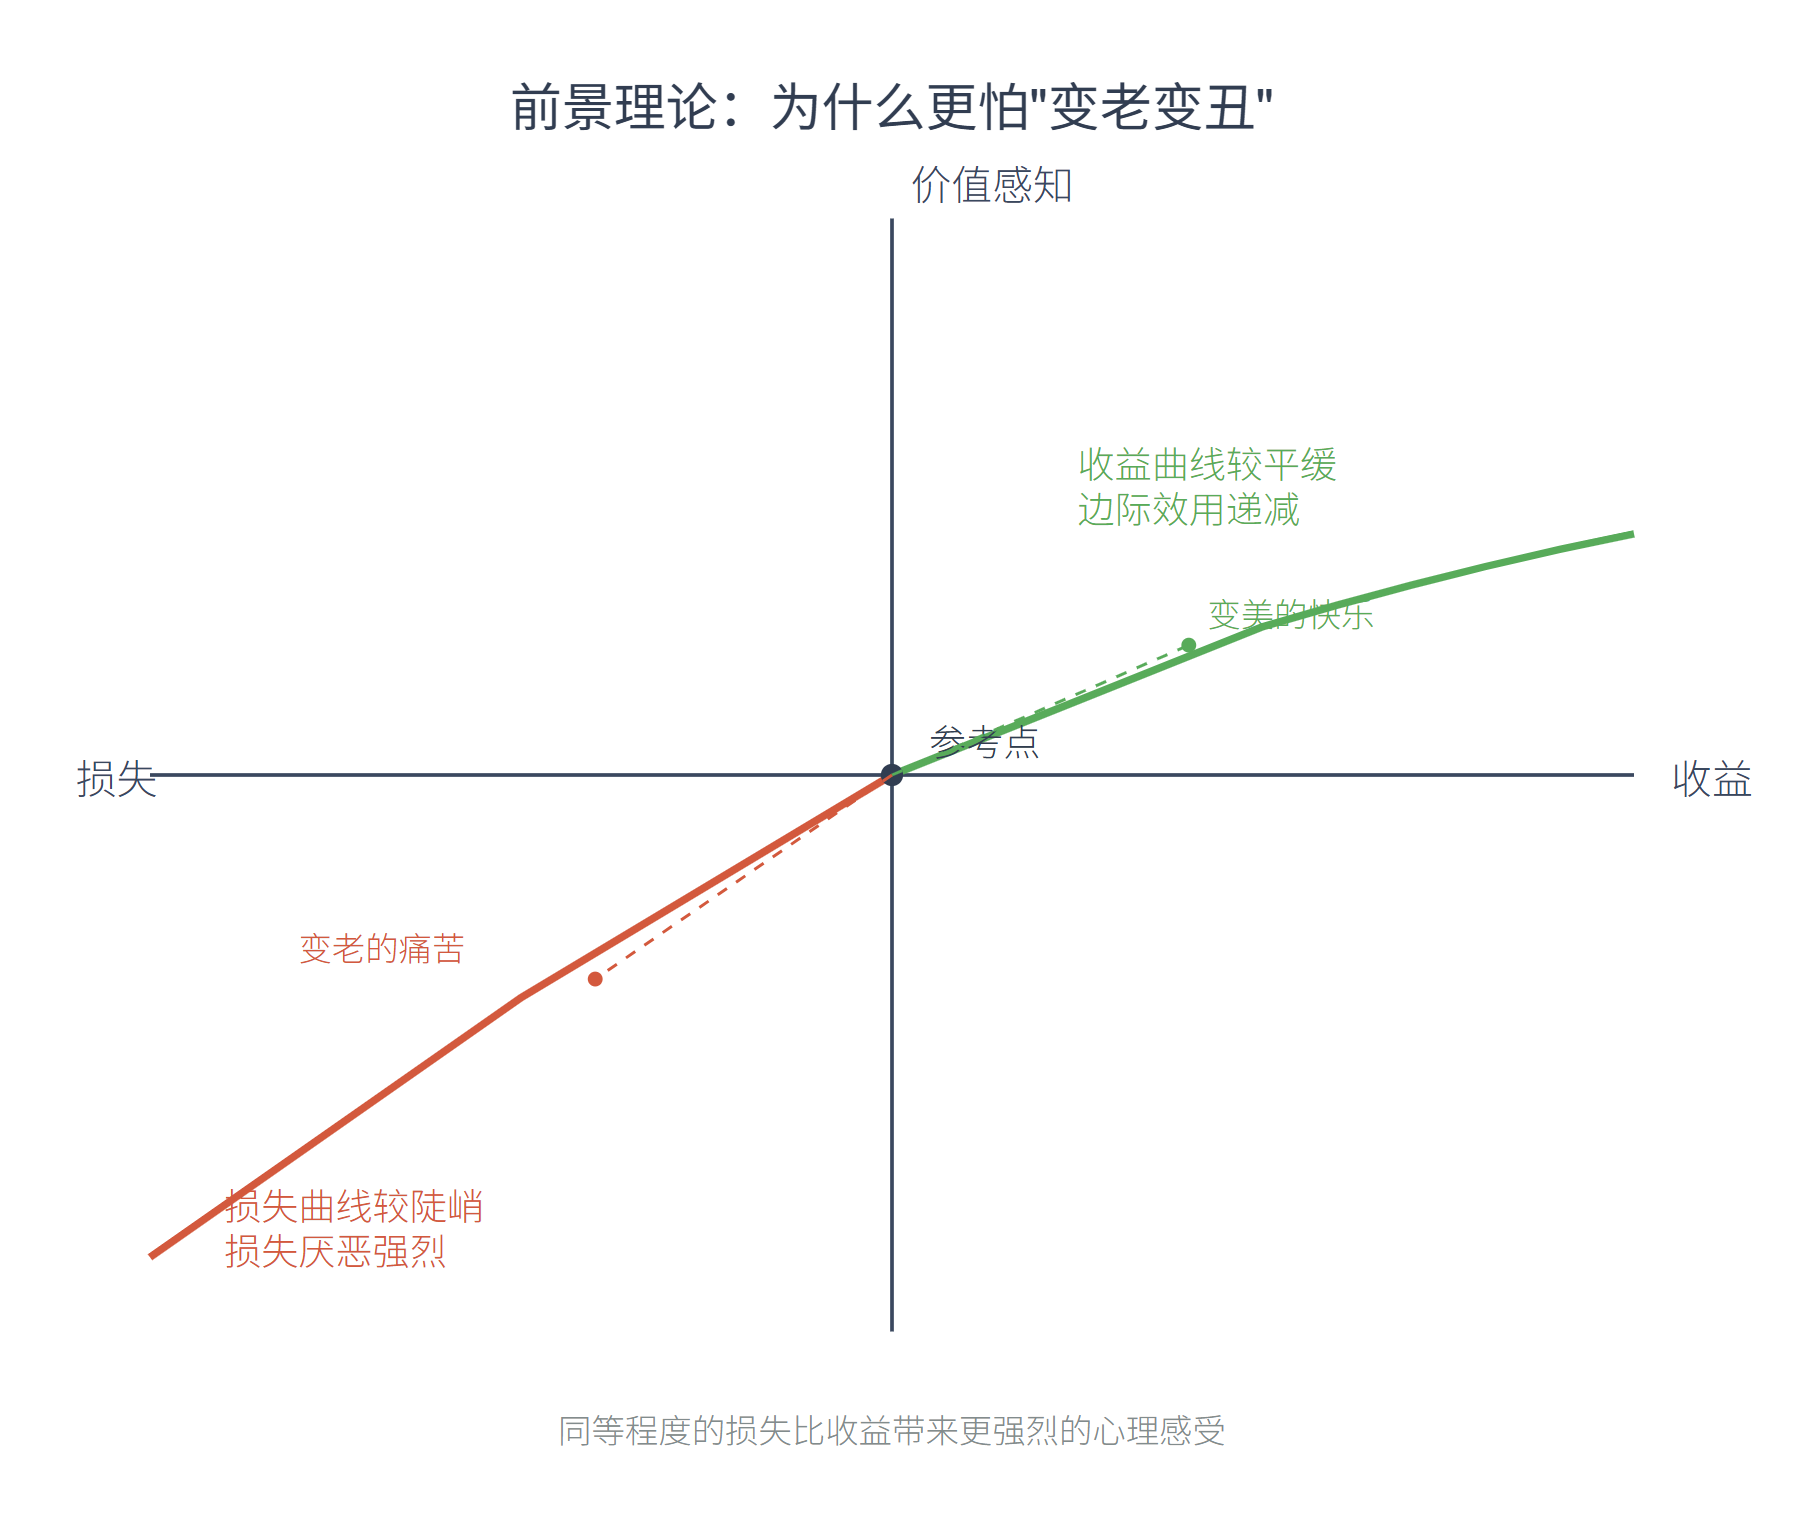 前景理论：为什么更怕"变老变丑"
价值感知
收益曲线较平缓
边际效用递减
变美的快乐
参考点
损失
收益
变老的痛苦
损失曲线较陡峭
损失厌恶强烈
同等程度的损失比收益带来更强烈的心理感受